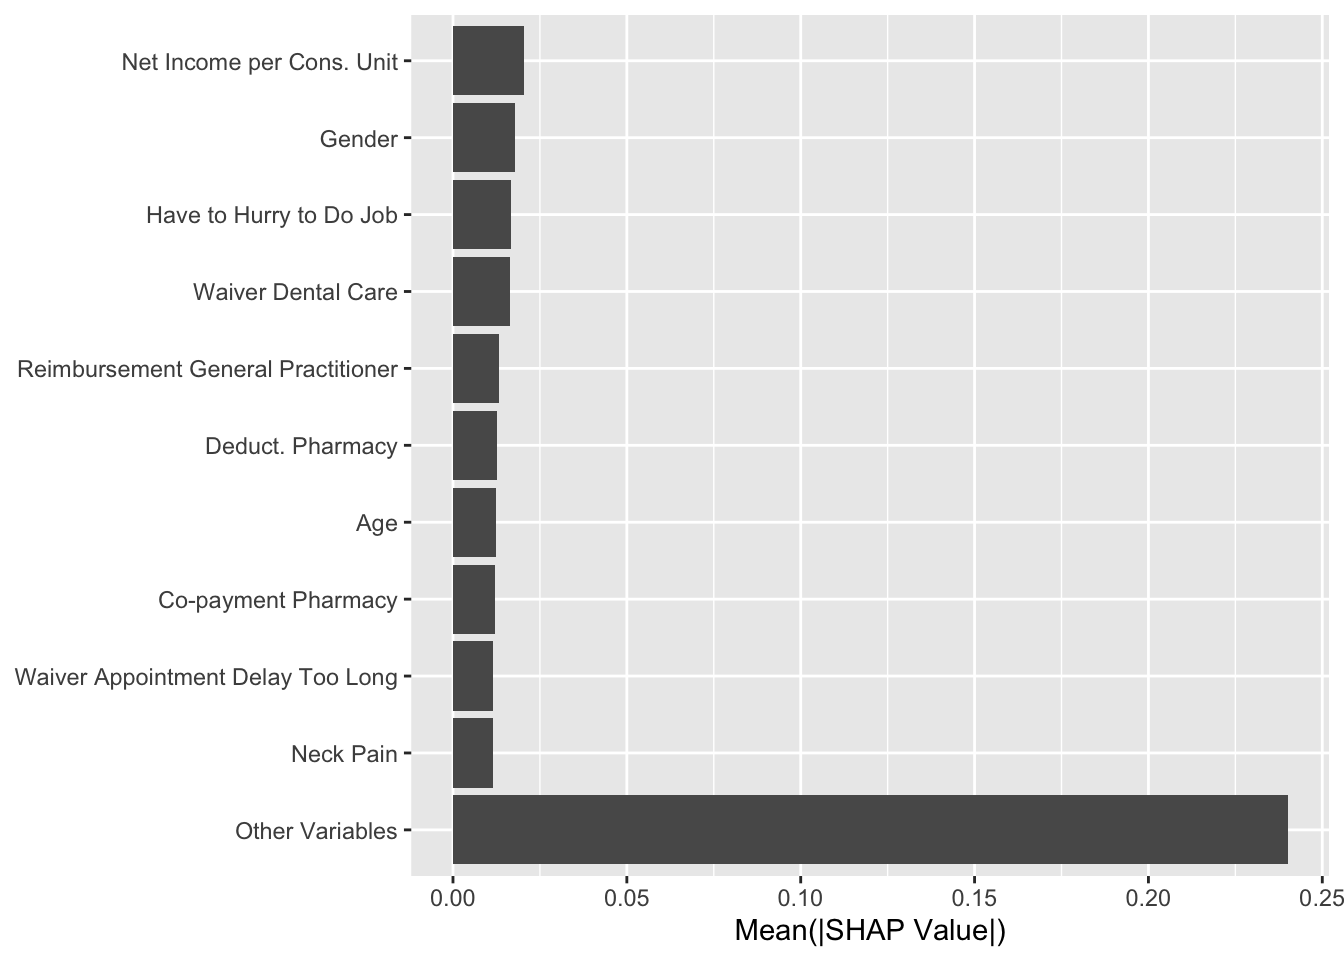 Net Income per Cons. Unit
Gender
Have to Hurry to Do Job
Waiver Dental Care
Reimbursement General Practitioner
Deduct. Pharmacy
Age
Co-payment Pharmacy
Waiver Appointment Delay Too Long
Neck Pain
Other Variables
0.00 0.05 0.10 0.15 0.20 0.25
Mean(|SHAP Value|)